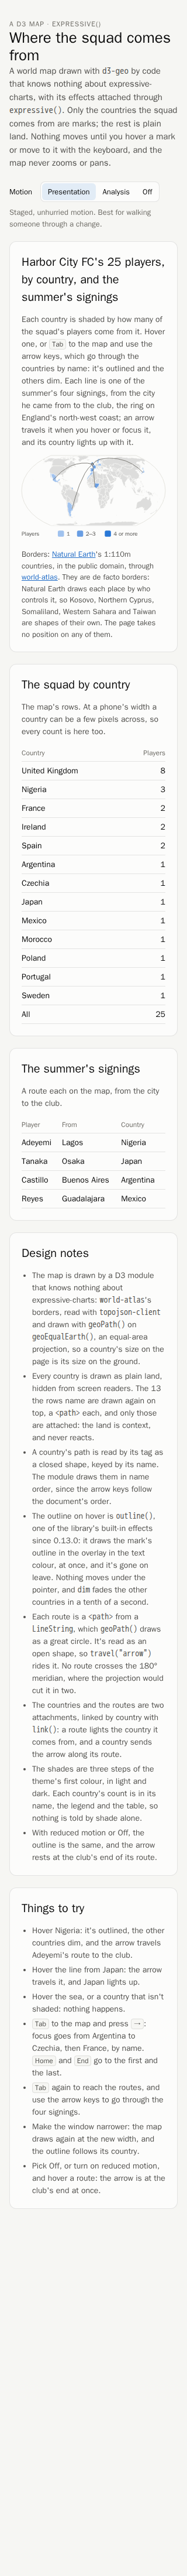 A D3 MAP · EXPRESSIVE()
Where the squad comes
from
A world map drawn with d3-geo by code
that knows nothing about expressive-
charts, with its effects attached through
expressive(). Only the countries the squad
comes from are marks; the rest is plain
land. Nothing moves until you hover a mark
or move to it with the keyboard, and the
map never zooms or pans.
Motion Presentation Analysis Off
Staged, unhurried motion. Best for walking
someone through a change.
Harbor City FC's 25 players,
by country, and the
summer's signings
Each country is shaded by how many of
the squad's players come from it. Hover
one, or Tab to the map and use the
arrow keys, which go through the
countries by name: it's outlined and the
others dim. Each line is one of the
summer's four signings, from the city
he came from to the club, the ring on
England's north-west coast; an arrow
travels it when you hover or focus it,
and its country lights up with it.
Players 1 2–3 4 or more
Borders: Natural Earth's 1:110m
countries, in the public domain, through
world-atlas. They are de facto borders:
Natural Earth draws each place by who
controls it, so Kosovo, Northern Cyprus,
Somaliland, Western Sahara and Taiwan
are shapes of their own. The page takes
no position on any of them.
The squad by country
The map's rows. At a phone's width a
country can be a few pixels across, so
every count is here too.
Country Players
United Kingdom 8
Nigeria 3
France 2
Ireland 2
Spain 2
Argentina 1
Czechia 1
Japan 1
Mexico 1
Morocco 1
Poland 1
Portugal 1
Sweden 1
All 25
The summer's signings
A route each on the map, from the city
to the club.
Player From Country
Adeyemi Lagos Nigeria
Tanaka Osaka Japan
Castillo Buenos Aires Argentina
Reyes Guadalajara Mexico
Design notes
• The map is drawn by a D3 module
that knows nothing about
expressive-charts: world-atlas's
borders, read with topojson-client
and drawn with geoPath() on
geoEqualEarth(), an equal-area
projection, so a country's size on the
page is its size on the ground.
• Every country is drawn as plain land,
hidden from screen readers. The 13
the rows name are drawn again on
top, a <path> each, and only those
are attached: the land is context,
and never reacts.
• A country's path is read by its tag as
a closed shape, keyed by its name.
The module draws them in name
order, since the arrow keys follow
the document's order.
• The outline on hover is outline(),
one of the library's built-in effects
since 0.13.0: it draws the mark's
outline in the overlay in the text
colour, at once, and it's gone on
leave. Nothing moves under the
pointer, and dim fades the other
countries in a tenth of a second.
• Each route is a <path> from a
LineString, which geoPath() draws
as a great circle. It's read as an
open shape, so travel("arrow")
rides it. No route crosses the 180°
meridian, where the projection would
cut it in two.
• The countries and the routes are two
attachments, linked by country with
link(): a route lights the country it
comes from, and a country sends
the arrow along its route.
• The shades are three steps of the
theme's first colour, in light and
dark. Each country's count is in its
name, the legend and the table, so
nothing is told by shade alone.
• With reduced motion or Off, the
outline is the same, and the arrow
rests at the club's end of its route.
Things to try
• Hover Nigeria: it's outlined, the other
countries dim, and the arrow travels
Adeyemi's route to the club.
• Hover the line from Japan: the arrow
travels it, and Japan lights up.
• Hover the sea, or a country that isn't
shaded: nothing happens.
• Tab to the map and press →:
focus goes from Argentina to
Czechia, then France, by name.
Home and End go to the first and
the last.
• Tab again to reach the routes, and
use the arrow keys to go through the
four signings.
• Make the window narrower: the map
draws again at the new width, and
the outline follows its country.
• Pick Off, or turn on reduced motion,
and hover a route: the arrow is at the
club's end at once.